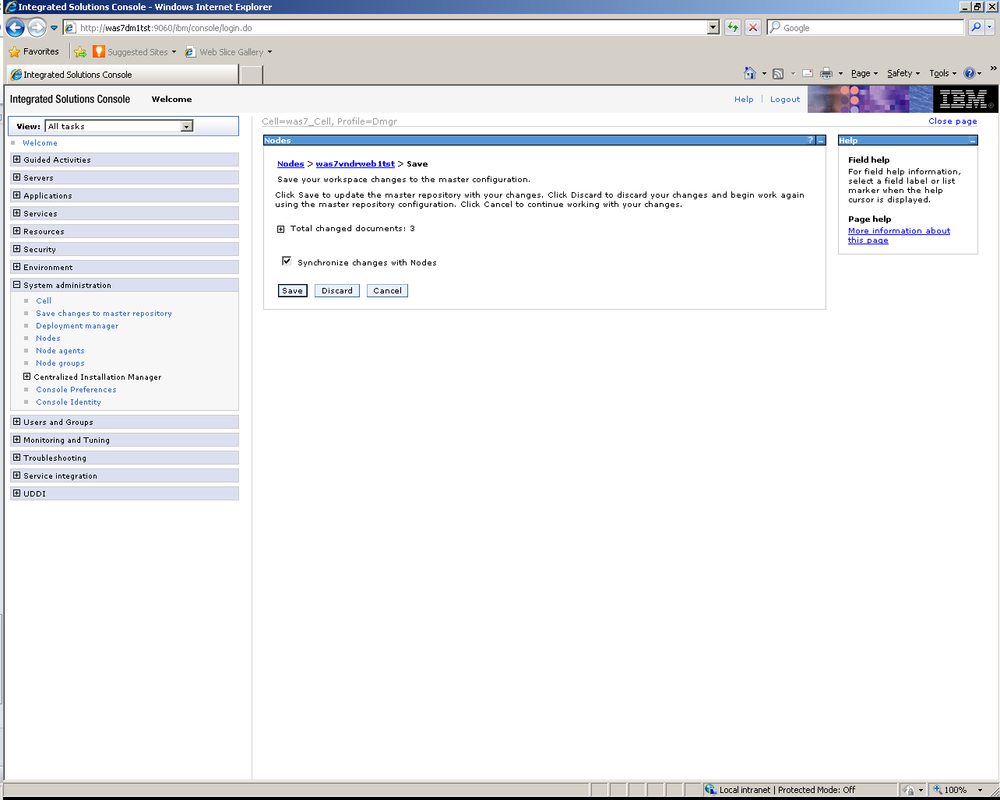 Integrated Solutions Console - Windows Internet Explorer
http://was7dm1tst:9060/ibm/console/login.do
Google
Favorites
Suggested Sites
Web Slice Gallery
Integrated Solutions Console
Page
Safety
Tools
»
Integrated Solutions Console
Welcome
Help
Logout
IBM
View:
All tasks
Cell=was7_Cell, Profile=Dmgr
Close page
Welcome
Guided Activities
Servers
Applications
Services
Resources
Security
Environment
System administration
Cell
Save changes to master repository
Deployment manager
Nodes
Node agents
Node groups
Centralized Installation Manager
Console Preferences
Console Identity
Users and Groups
Monitoring and Tuning
Troubleshooting
Service integration
UDDI
Nodes
?
Nodes > was7vndrweb1tst > Save
Save your workspace changes to the master configuration.
Click Save to update the master repository with your changes. Click Discard to discard your changes and begin work again
using the master repository configuration. Click Cancel to continue working with your changes.
Total changed documents: 3
Synchronize changes with Nodes
Save
Discard
Cancel
Help
Field help
For field help information,
select a field label or list
marker when the help
cursor is displayed.
Page help
More information about
this page
Local intranet | Protected Mode: Off
100%